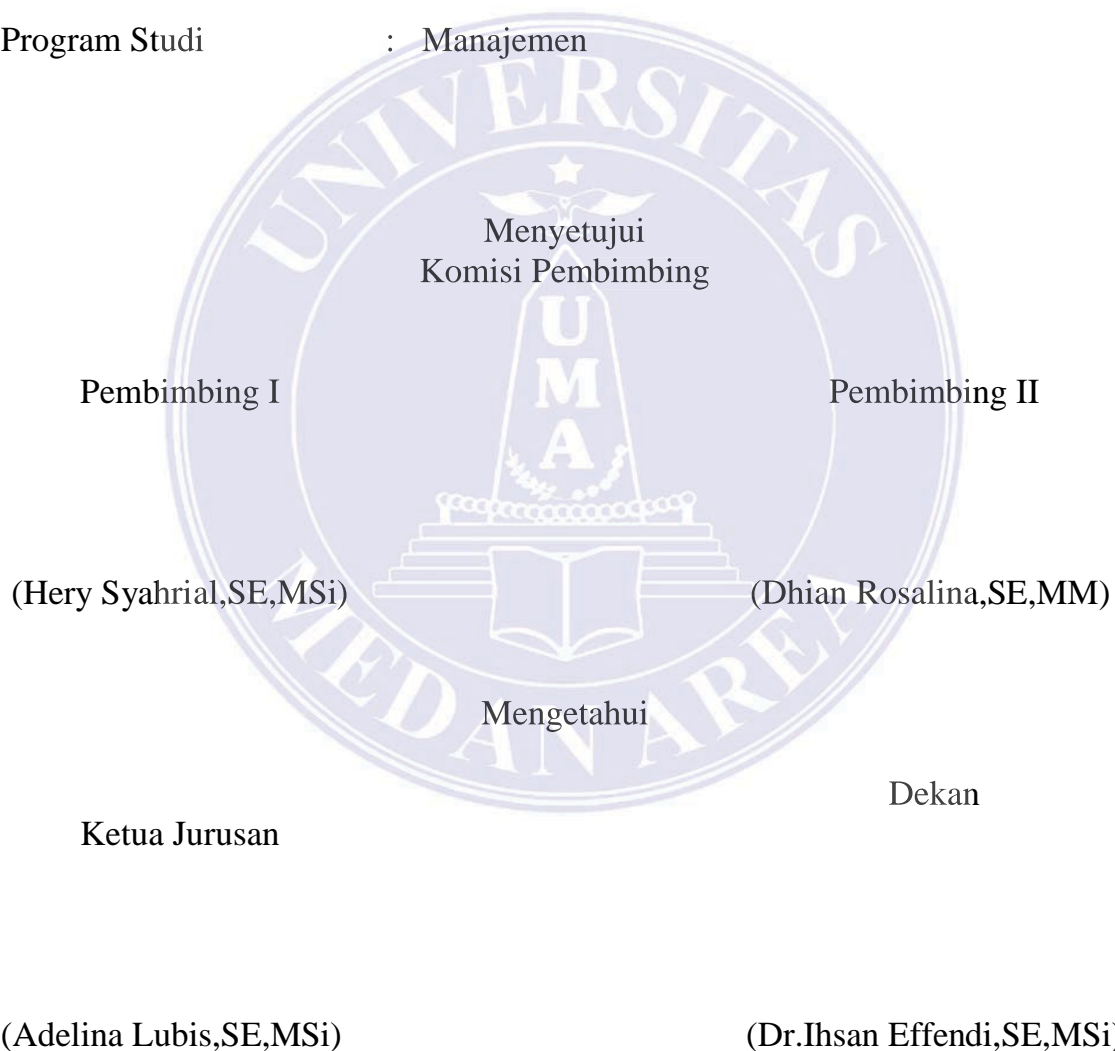 Program Studi : Manajemen
UNIVERSITAS
Menyetujui
Komisi Pembimbing
U
M
A
Pembimbing I Pembimbing II
(Hery Syahrial,SE,MSi) (Dhian Rosalina,SE,MM)
MEDAN AREA
Mengetahui
Dekan
Ketua Jurusan
(Adelina Lubis,SE,MSi) (Dr.Ihsan Effendi,SE,MSi)